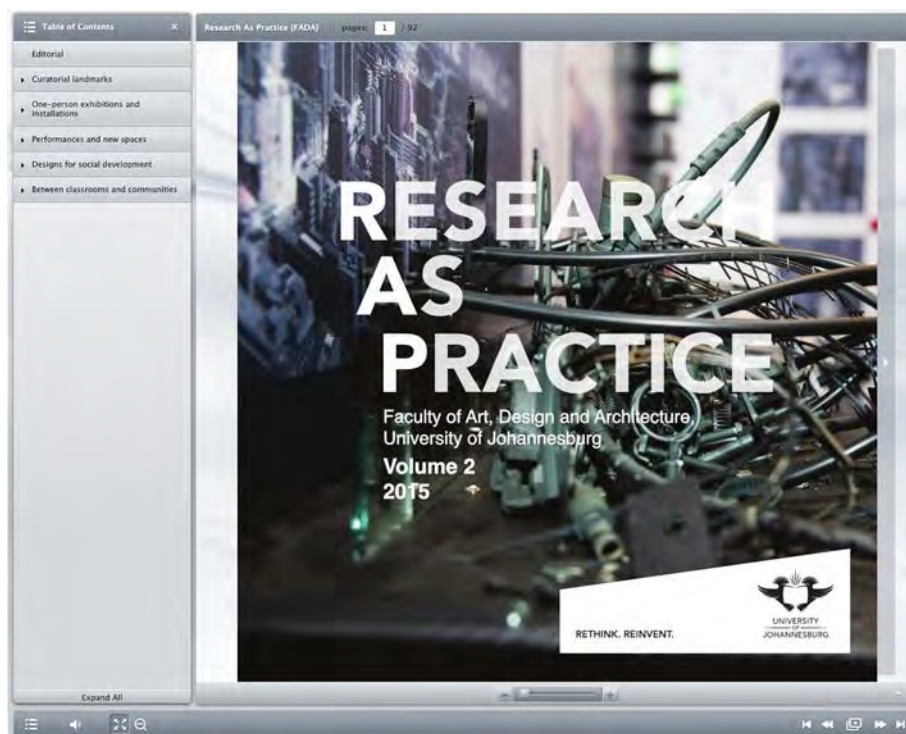 Table of Contents
Editorial
Curatorial landmarks
One-person exhibitions and
installations
Performances and new spaces
Designs for social development
Between classrooms and communities
Expand All
Research As Practice (FADA)
pages: 1 / 92
RESEARCH
AS
PRACTICE
Faculty of Art, Design and Architecture,
University of Johannesburg
Volume 2
2015
RETHINK. REINVENT.
UNIVERSITY
OF
JOHANNESBURG